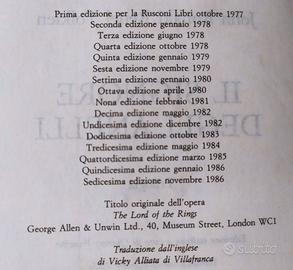 Prima edizione per la Rusconi Libri ottobre 1977
Seconda edizione gennaio 1978
Terza edizione giugno 1978
Quarta edizione ottobre 1978
Quinta edizione gennaio 1979
Sesta edizione novembre 1979
Settima edizione gennaio 1980
Ottava edizione aprile 1980
Nona edizione febbraio 1981
Decima edizione maggio 1982
Undicesima edizione dicembre 1982
Dodicesima edizione ottobre 1983
Tredicesima edizione maggio 1984
Quattordicesima edizione marzo 1985
Quindicesima edizione gennaio 1986
Sedicesima edizione novembre 1986
Titolo originale dell'opera
The Lord of the Rings
George Allen & Unwin Ltd., 40, Museum Street, London WC1
Traduzione dall'inglese
di Vicky Alliata di Villafranca
subito